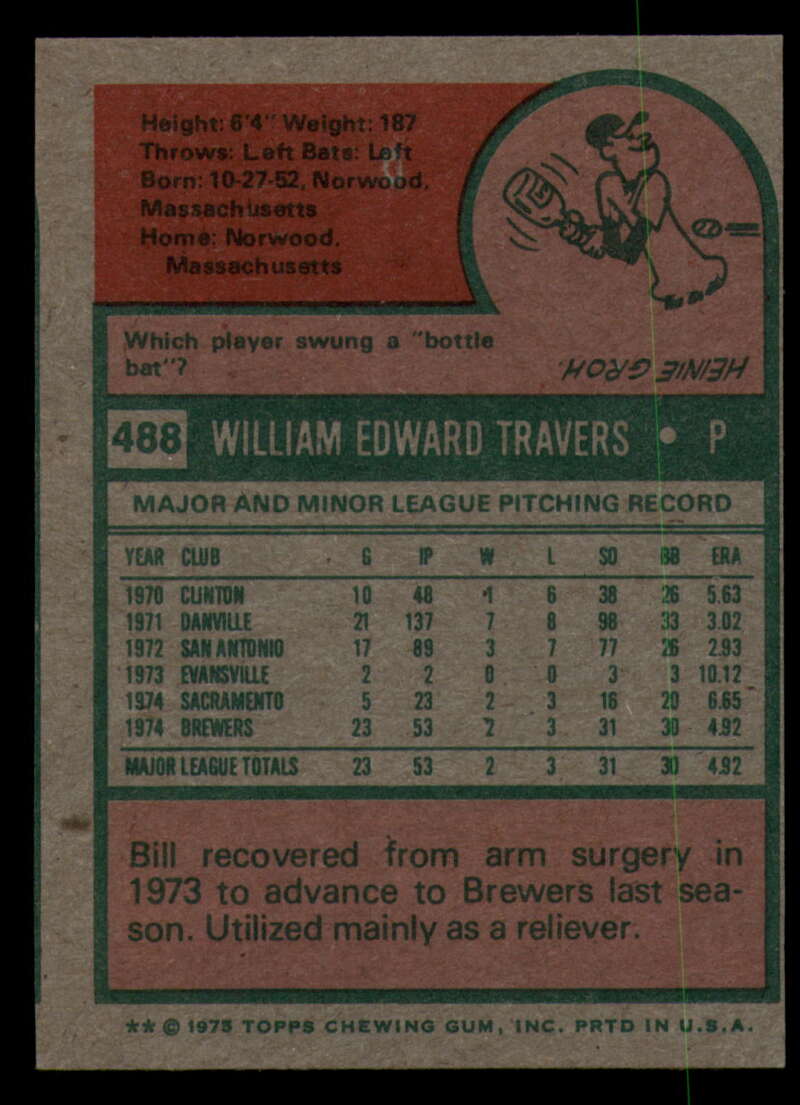 Height: 6'4" Weight: 187
Throws: Left Bats: Left
Born: 10-27-52, Norwood,
Massachusetts
Home: Norwood,
Massachusetts
Which player swung a "bottle
bat"?
HEINIE GROH.
488 WILLIAM EDWARD TRAVERS • P
MAJOR AND MINOR LEAGUE PITCHING RECORD
YEAR CLUB G IP W L SO BB ERA
1970 CLINTON 10 48 1 6 38 26 5.63
1971 DANVILLE 21 137 7 8 98 33 3.02
1972 SAN ANTONIO 17 89 3 7 77 26 2.93
1973 EVANSVILLE 2 2 0 0 3 3 10.12
1974 SACRAMENTO 5 23 2 3 16 20 6.65
1974 BREWERS 23 53 2 3 31 30 4.92
MAJOR LEAGUE TOTALS 23 53 2 3 31 30 4.92
Bill recovered from arm surgery in
1973 to advance to Brewers last sea-
son. Utilized mainly as a reliever.
** © 1975 TOPPS CHEWING GUM, INC. PRTD IN U.S.A.